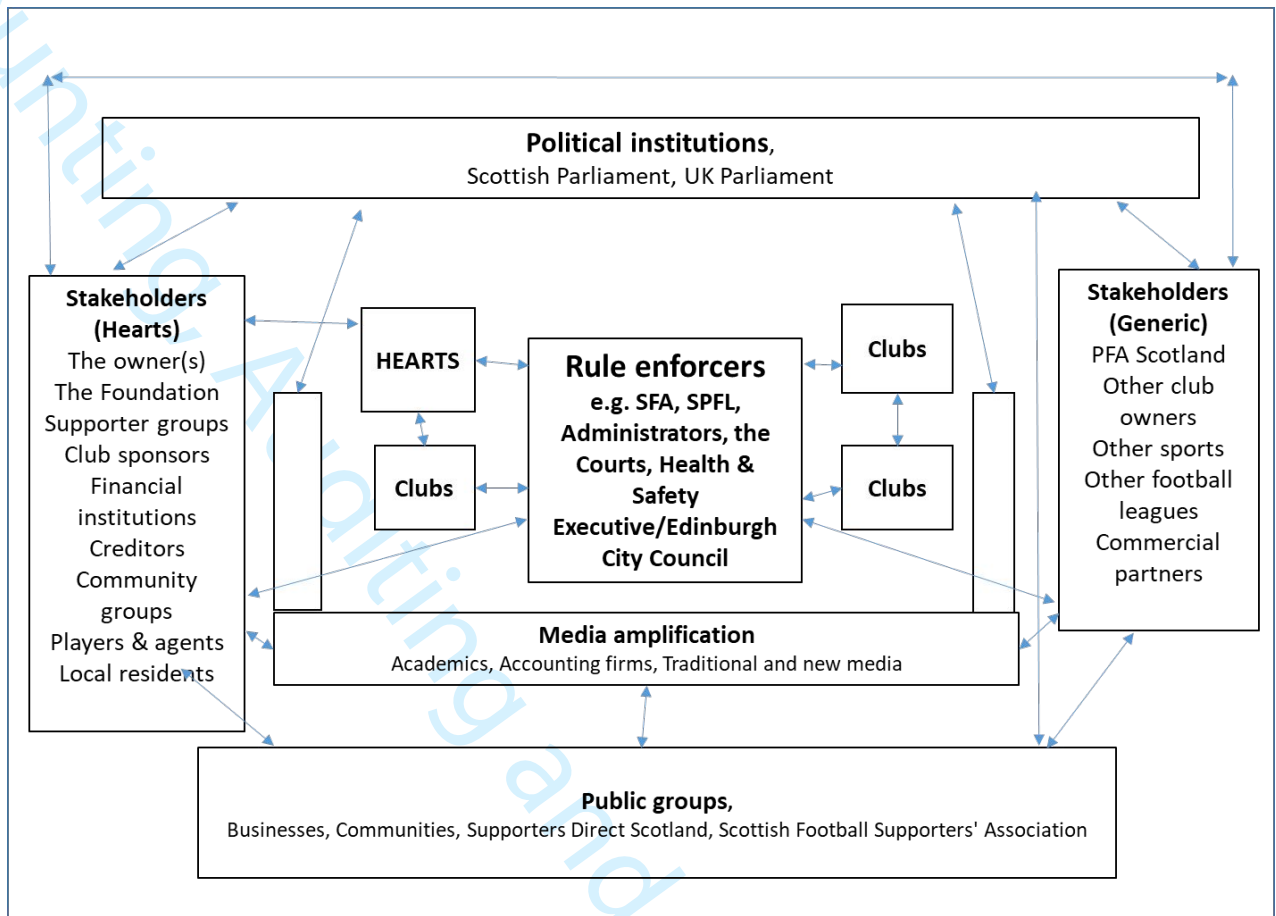 Political institutions,
Scottish Parliament, UK Parliament
Stakeholders
(Hearts)
The owner(s)
The Foundation
Supporter groups
Club sponsors
Financial
institutions
Creditors
Community
groups
Players & agents
Local residents
HEARTS
Clubs
Rule enforcers
e.g. SFA, SPFL,
Administrators, the
Courts, Health &
Safety
Executive/Edinburgh
City Council
Clubs
Clubs
Stakeholders
(Generic)
PFA Scotland
Other club
owners
Other sports
Other football
leagues
Commercial
partners
Media amplification
Academics, Accounting firms, Traditional and new media
Public groups,
Businesses, Communities, Supporters Direct Scotland, Scottish Football Supporters' Association
unting, Auditing and